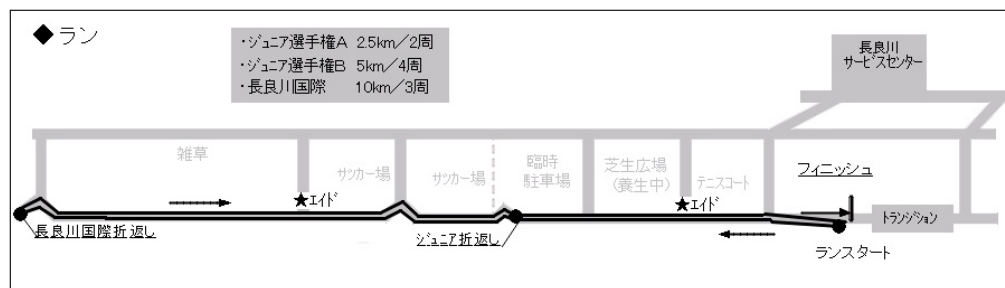 ◆ラン
・ジュニア選手権A 2.5km/2周
・ジュニア選手権B 5km/4周
・長良川国際 10km/3周
長良川
サービスセンター
雑草
サッカー場
サッカー場
臨時
駐車場
芝生広場
(養生中)
テニスコート
フィニッシュ
★エイド
★エイド
トランジション
長良川国際折返し
ジュニア折返し
ランスタート